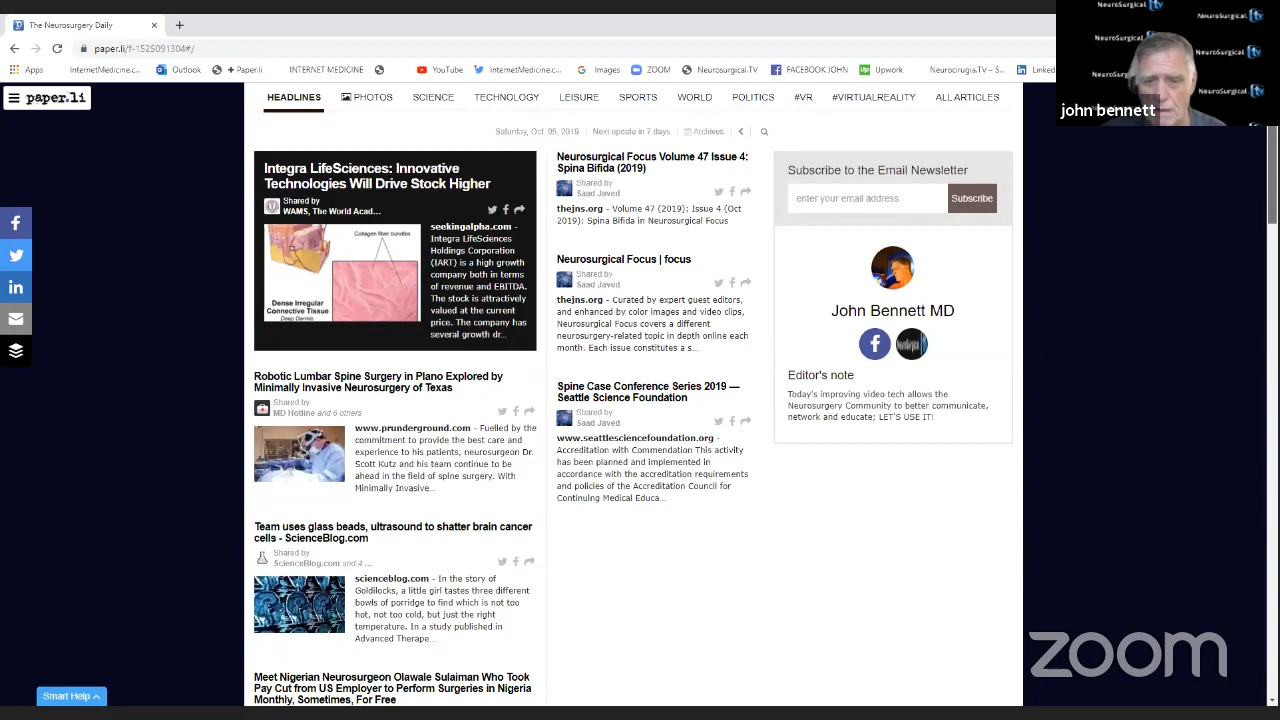 The Neurosurgery Daily
paper.li/f-1525091304#/
Apps InternetMedicine.c... Outlook + Paper.li INTERNET MEDICINE YouTube InternetMedicine.c... Images ZOOM Neurosurgical.TV FACEBOOK JOHN Upwork Neurocirugia.TV – S... Linked
paper.li
HEADLINES PHOTOS SCIENCE TECHNOLOGY LEISURE SPORTS WORLD POLITICS #VR #VIRTUALREALITY ALL ARTICLES
Saturday, Oct. 05, 2019 Next update in 7 days Archives
Integra LifeSciences: Innovative
Technologies Will Drive Stock Higher
Shared by
WAMS, The World Acad...
Collagen fiber bundles
Dense Irregular
Connective Tissue
Deep Dermis
seekingalpha.com -
Integra LifeSciences
Holdings Corporation
(IART) is a high growth
company both in terms
of revenue and EBITDA.
The stock is attractively
valued at the current
price. The company has
several growth dr...
Robotic Lumbar Spine Surgery in Plano Explored by
Minimally Invasive Neurosurgery of Texas
Shared by
MD Hotline and 6 others
www.prunderground.com - Fuelled by the
commitment to provide the best care and
experience to his patients, neurosurgeon Dr.
Scott Kutz and his team continue to be
ahead in the field of spine surgery. With
Minimally Invasive...
Team uses glass beads, ultrasound to shatter brain cancer
cells - ScienceBlog.com
Shared by
ScienceBlog.com and 4 ...
scienceblog.com - In the story of
Goldilocks, a little girl tastes three different
bowls of porridge to find which is not too
hot, not too cold, but just the right
temperature. In a study published in
Advanced Therape...
Meet Nigerian Neurosurgeon Olawale Sulaiman Who Took
Pay Cut from US Employer to Perform Surgeries in Nigeria
Monthly, Sometimes, For Free
Neurosurgical Focus Volume 47 Issue 4:
Spina Bifida (2019)
Shared by
Saad Javed
thejns.org - Volume 47 (2019): Issue 4 (Oct
2019): Spina Bifida in Neurosurgical Focus
Neurosurgical Focus | focus
Shared by
Saad Javed
thejns.org - Curated by expert guest editors,
and enhanced by color images and video clips,
Neurosurgical Focus covers a different
neurosurgery-related topic in depth online each
month. Each issue constitutes a s...
Spine Case Conference Series 2019 —
Seattle Science Foundation
Shared by
Saad Javed
www.seattlesciencefoundation.org -
Accreditation with Commendation This activity
has been planned and implemented in
accordance with the accreditation requirements
and policies of the Accreditation Council for
Continuing Medical Educa...
Subscribe to the Email Newsletter
enter your email address Subscribe
John Bennett MD
Editor's note
Today's improving video tech allows the
Neurosurgery Community to better communicate,
network and educate; LET'S USE IT!
NeuroSurgical.tv
NeuroSurgical.tv
NeuroSurgical
NeuroSurgical.tv
NeuroSurgical.tv
john bennett
Smart Help
zoom